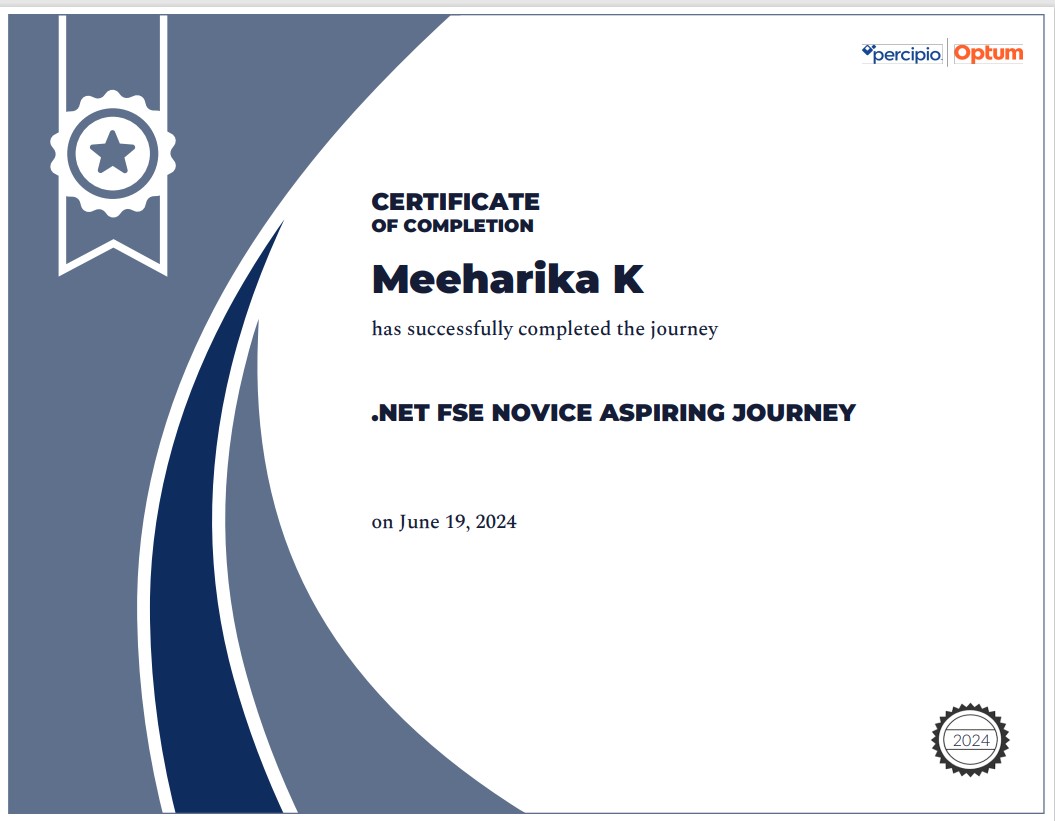 percipio
Optum
CERTIFICATE
OF COMPLETION
Meeharika K
has successfully completed the journey
.NET FSE NOVICE ASPIRING JOURNEY
on June 19, 2024
2024